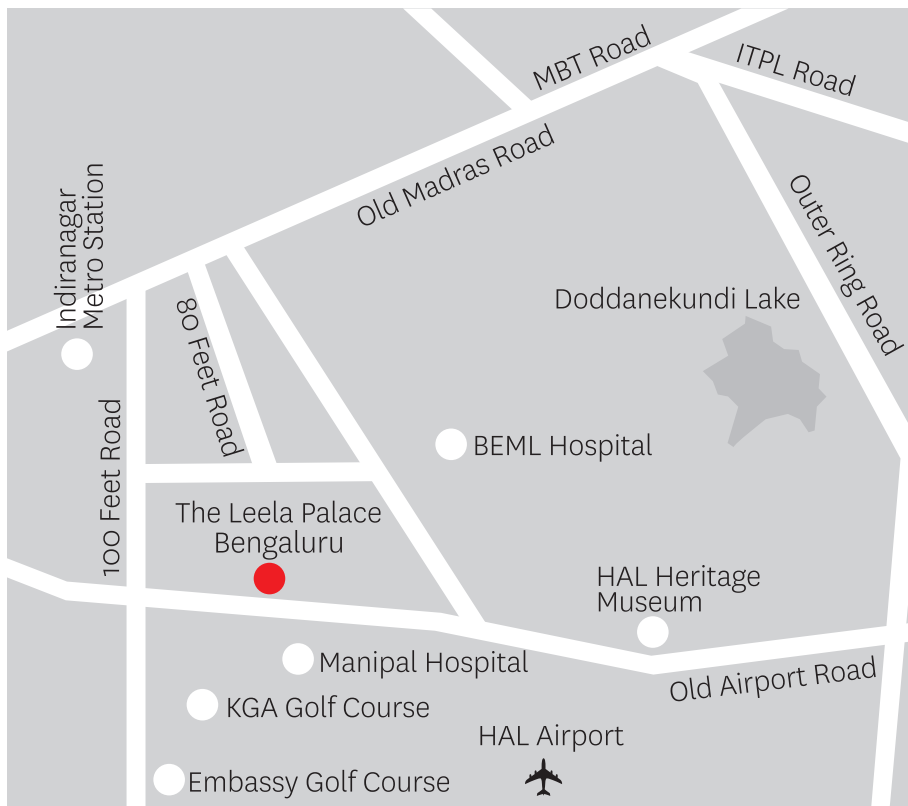 MBT Road
ITPL Road
Old Madras Road
Indiranagar
Metro Station
Outer Ring Road
Doddanekundi Lake
80 Feet Road
100 Feet Road
BEML Hospital
The Leela Palace
Bengaluru
HAL Heritage
Museum
Manipal Hospital
Old Airport Road
KGA Golf Course
HAL Airport
Embassy Golf Course